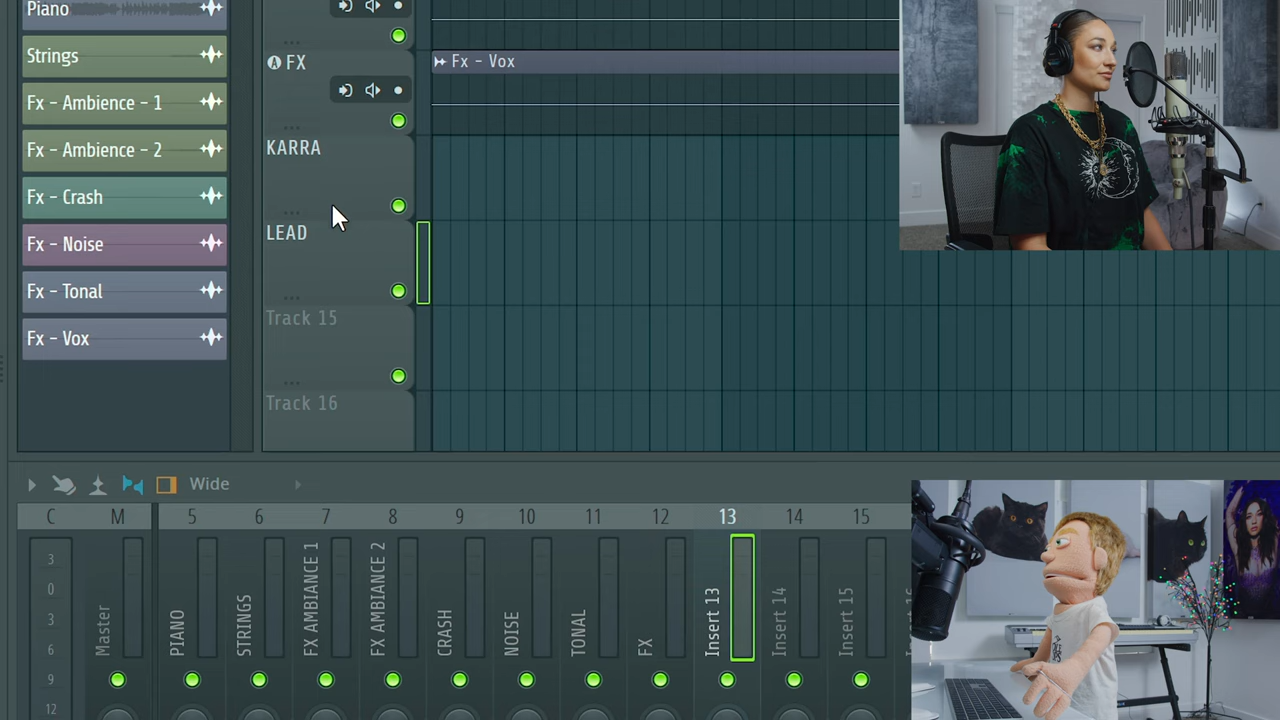 Piano
Strings
Fx - Ambience - 1
Fx - Ambience - 2
Fx - Crash
Fx - Noise
Fx - Tonal
Fx - Vox
FX
Fx - Vox
KARRA
LEAD
Track 15
Track 16
Wide
C M 5 6 7 8 9 10 11 12 13 14 15
3
0
3
6
9
12
Master
PIANO
STRINGS
FX AMBIANCE 1
FX AMBIANCE 2
CRASH
NOISE
TONAL
FX
Insert 13
Insert 14
Insert 15